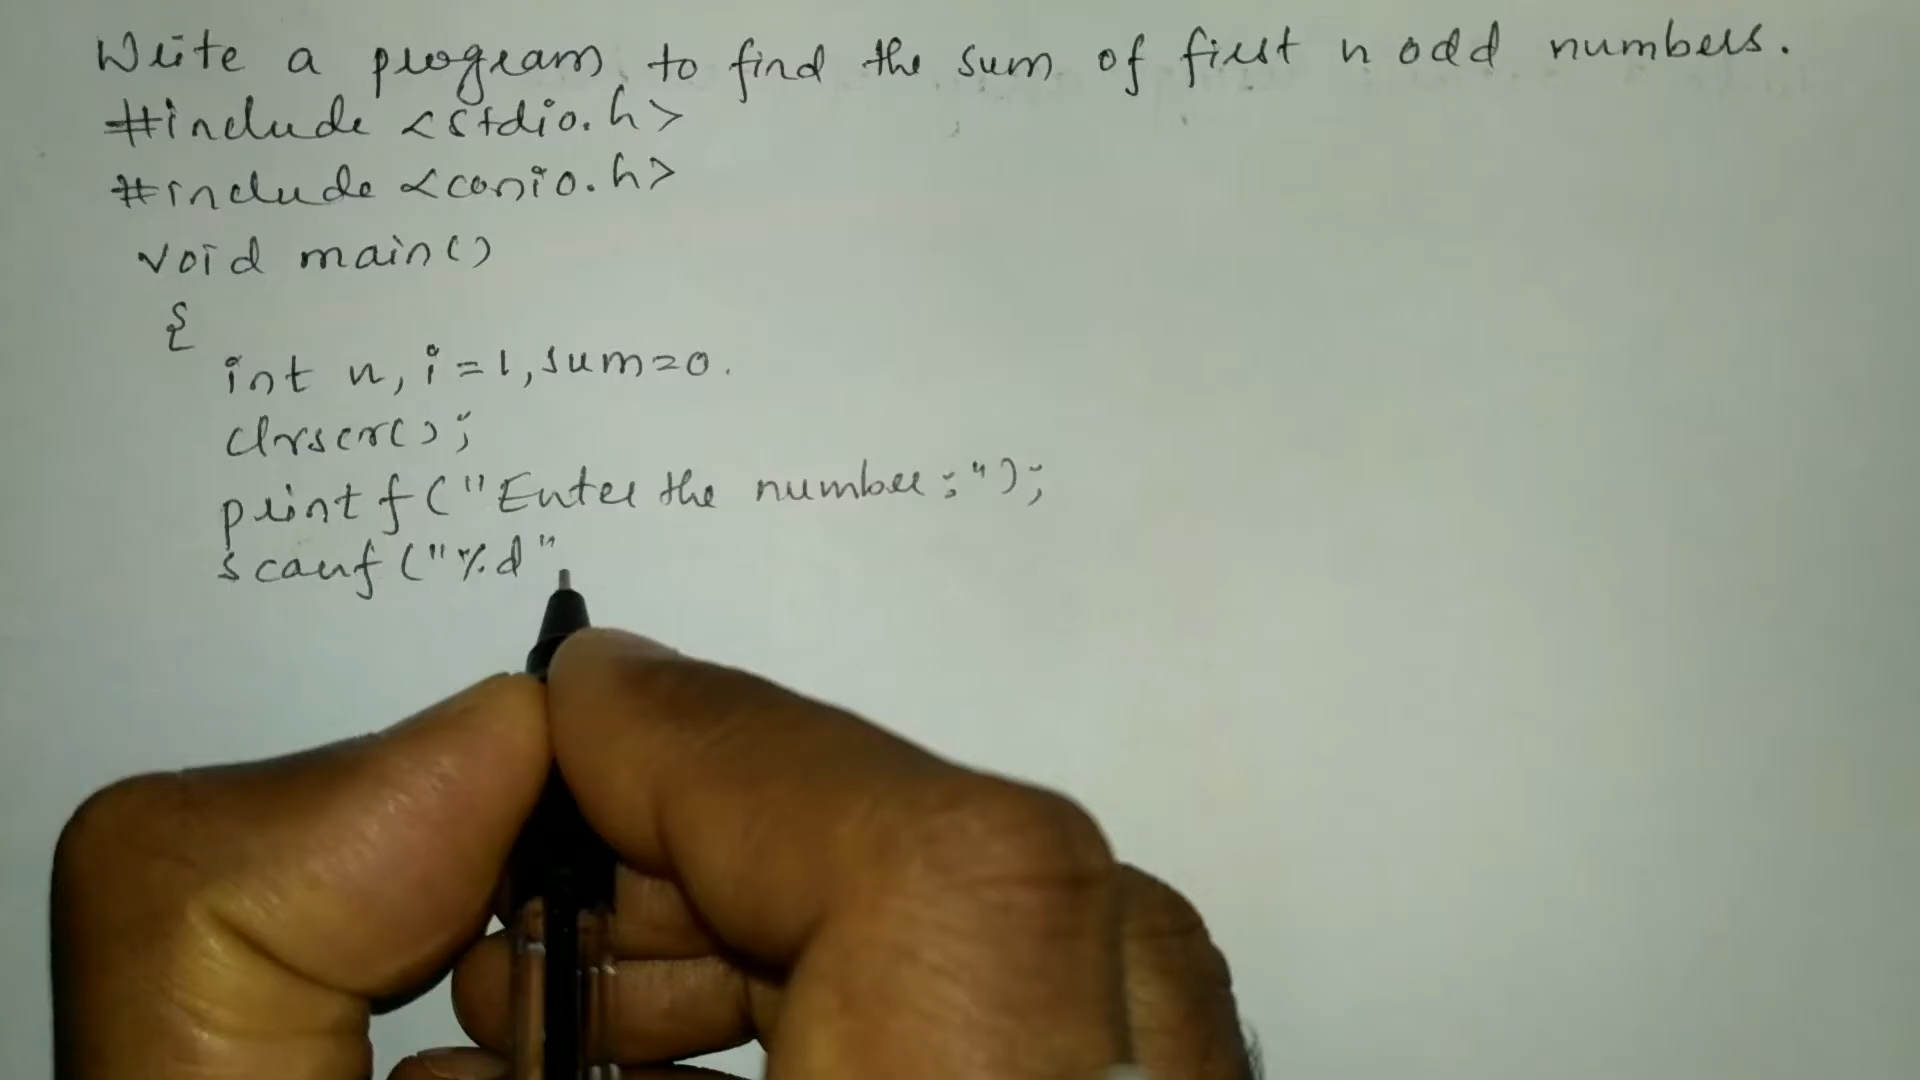 Write a program to find the sum of first n odd numbers.
#include <stdio.h>
#include <conio.h>
void main()
{
int n, i=1, sum=0.
clrscr();
printf("Enter the number:");
scanf("%d"